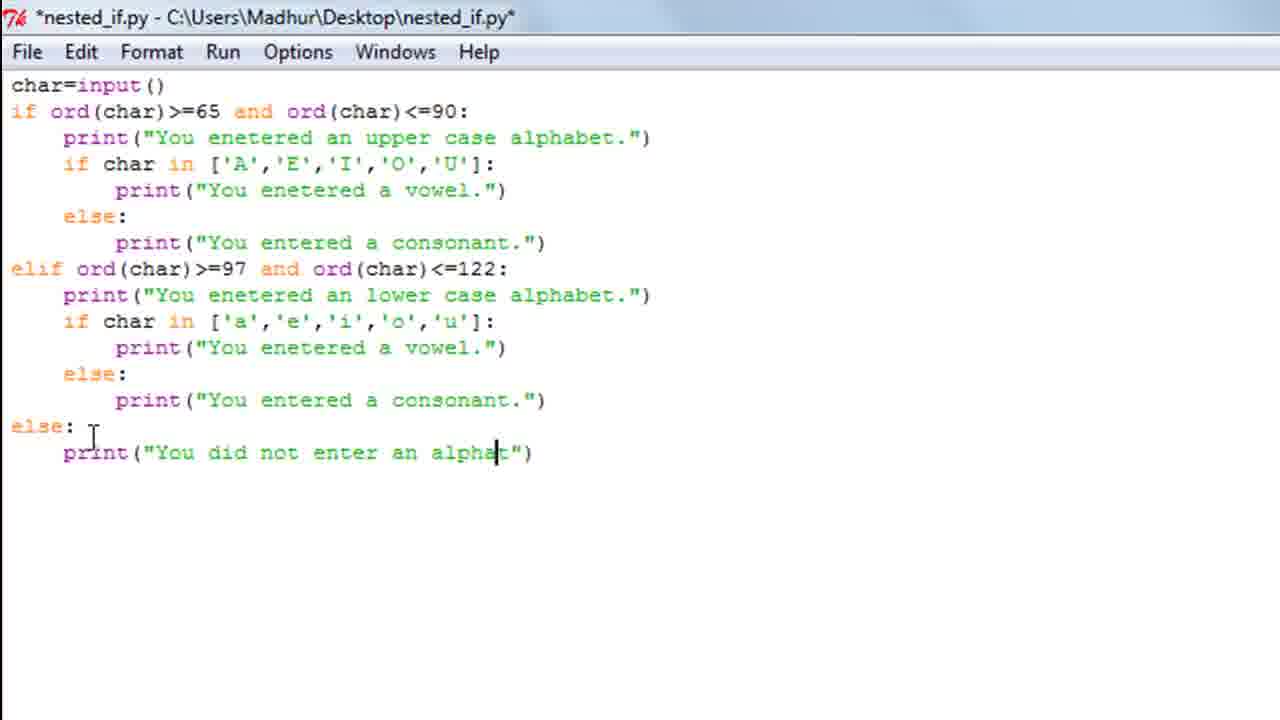 *nested_if.py - C:\Users\Madhur\Desktop\nested_if.py*
File Edit Format Run Options Windows Help
char=input()
if ord(char)>=65 and ord(char)<=90:
    print("You enetered an upper case alphabet.")
    if char in ['A','E','I','O','U']:
        print("You enetered a vowel.")
    else:
        print("You entered a consonant.")
elif ord(char)>=97 and ord(char)<=122:
    print("You enetered an lower case alphabet.")
    if char in ['a','e','i','o','u']:
        print("You enetered a vowel.")
    else:
        print("You entered a consonant.")
else:
    print("You did not enter an alphat")